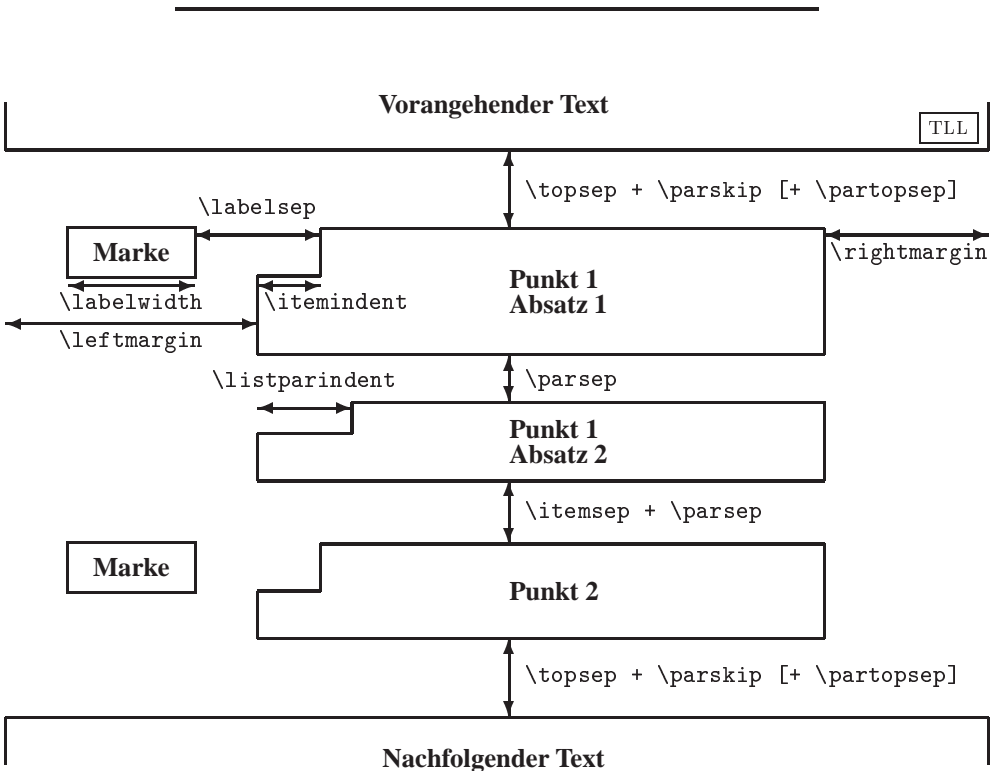 Vorangehender Text
TLL
\topsep + \parskip [+ \partopsep]
\labelsep
Marke
\rightmargin
Punkt 1
Absatz 1
\labelwidth
\itemindent
\leftmargin
\listparindent
\parsep
Punkt 1
Absatz 2
\itemsep + \parsep
Marke
Punkt 2
\topsep + \parskip [+ \partopsep]
Nachfolgender Text